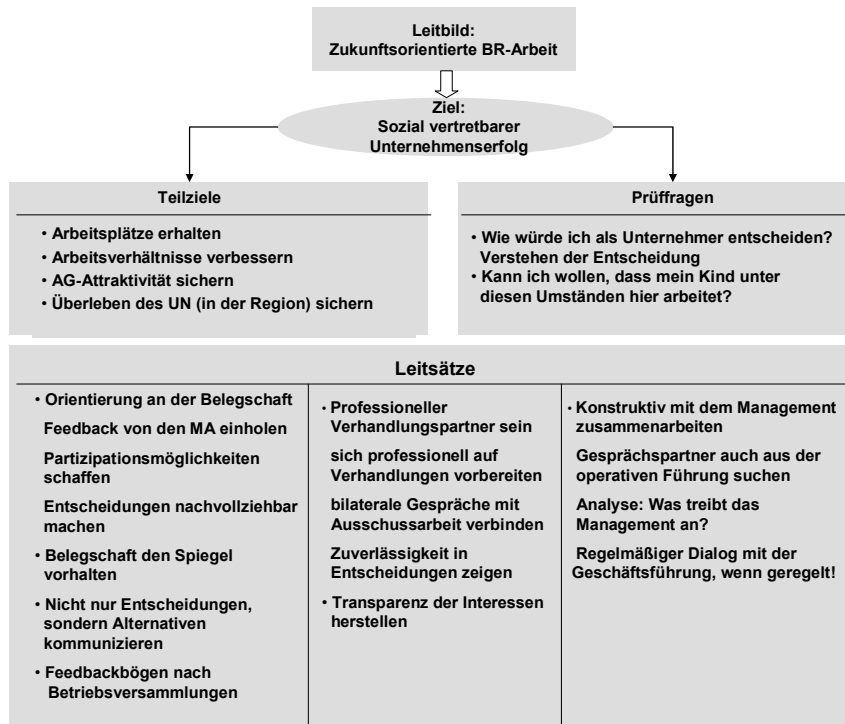 Leitbild:
Zukunftsorientierte BR-Arbeit
Ziel:
Sozial vertretbarer
Unternehmenserfolg
Teilziele
• Arbeitsplätze erhalten
• Arbeitsverhältnisse verbessern
• AG-Attraktivität sichern
• Überleben des UN (in der Region) sichern
Prüffragen
• Wie würde ich als Unternehmer entscheiden?
Verstehen der Entscheidung
• Kann ich wollen, dass mein Kind unter
diesen Umständen hier arbeitet?
Leitsätze
• Orientierung an der Belegschaft
Feedback von den MA einholen
Partizipationsmöglichkeiten
schaffen
Entscheidungen nachvollziehbar
machen
• Belegschaft den Spiegel
vorhalten
• Nicht nur Entscheidungen,
sondern Alternativen
kommunizieren
• Feedbackbögen nach
Betriebsversammlungen
• Professioneller
Verhandlungspartner sein
sich professionell auf
Verhandlungen vorbereiten
bilaterale Gespräche mit
Ausschussarbeit verbinden
Zuverlässigkeit in
Entscheidungen zeigen
• Transparenz der Interessen
herstellen
• Konstruktiv mit dem Management
zusammenarbeiten
Gesprächspartner auch aus der
operativen Führung suchen
Analyse: Was treibt das
Management an?
Regelmäßiger Dialog mit der
Geschäftsführung, wenn geregelt!